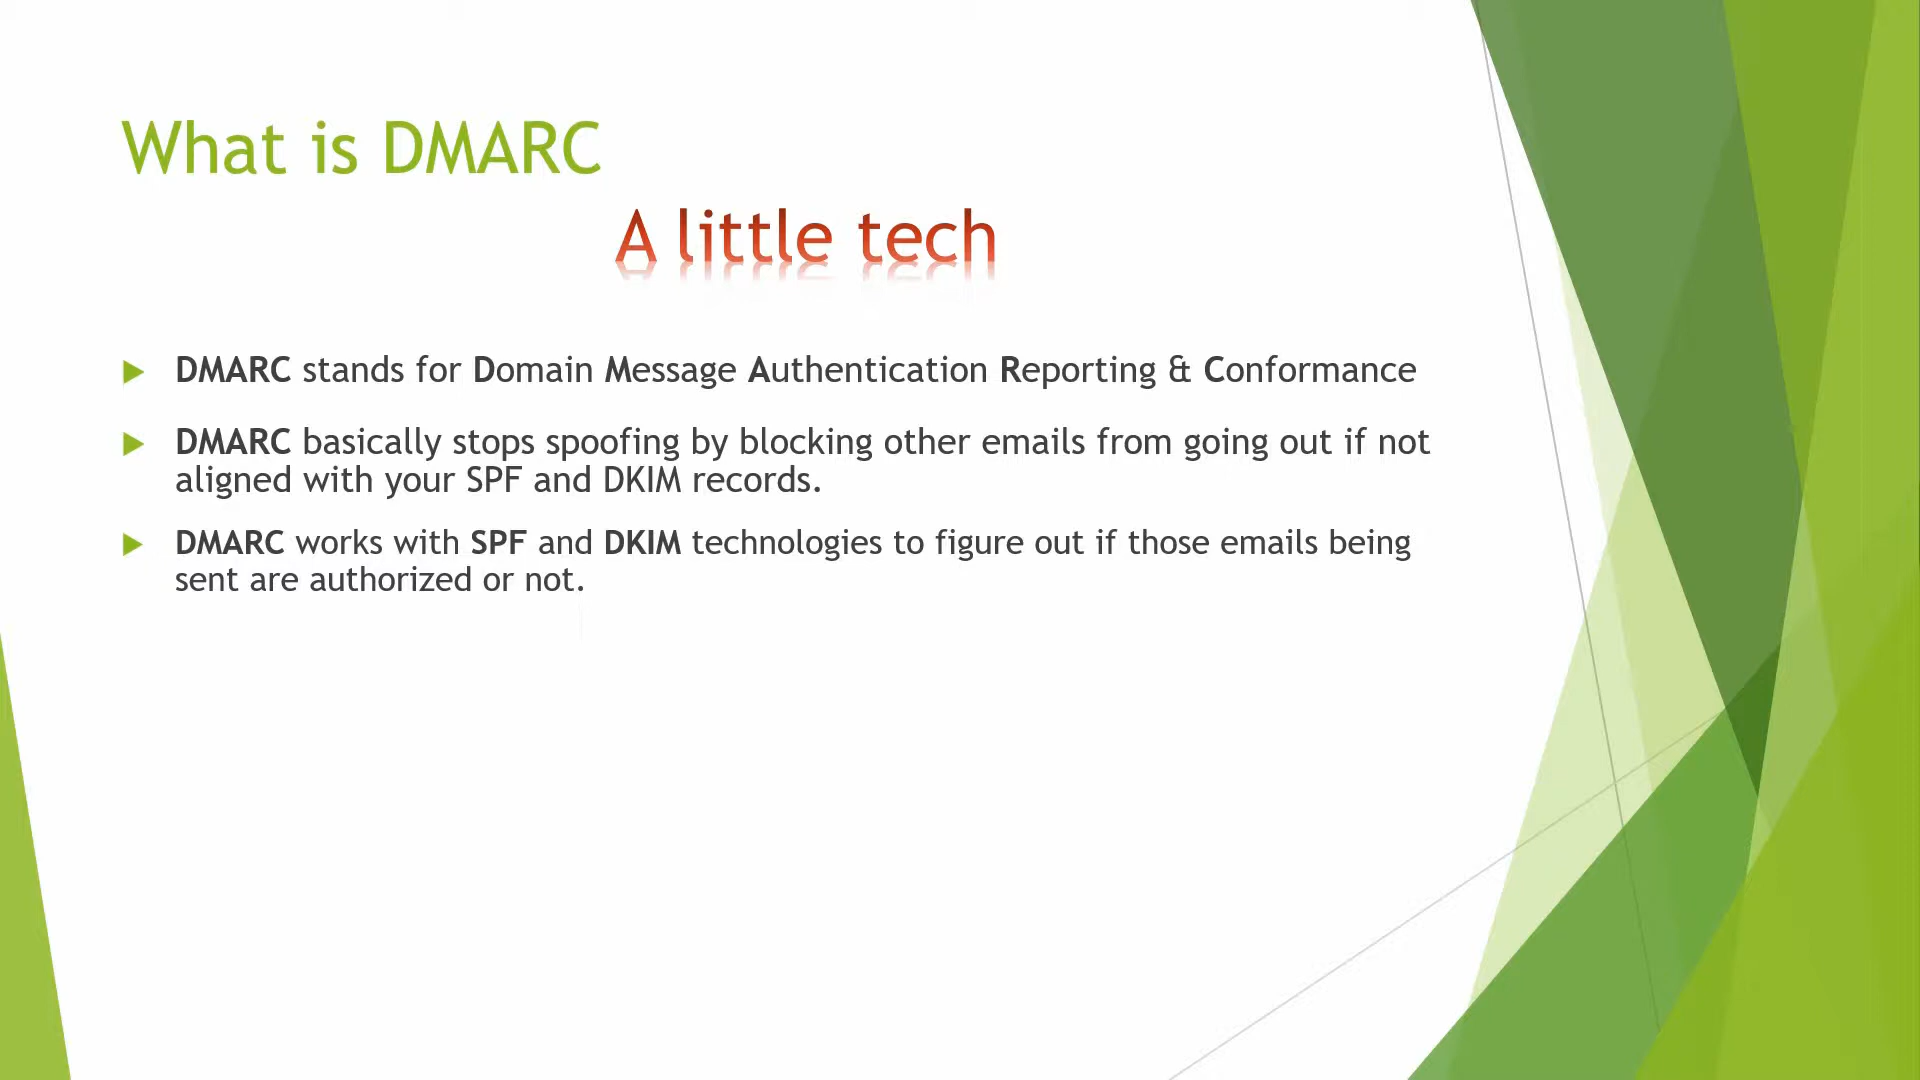 What is DMARC
A little tech
DMARC stands for Domain Message Authentication Reporting & Conformance
DMARC basically stops spoofing by blocking other emails from going out if not
aligned with your SPF and DKIM records.
DMARC works with SPF and DKIM technologies to figure out if those emails being
sent are authorized or not.